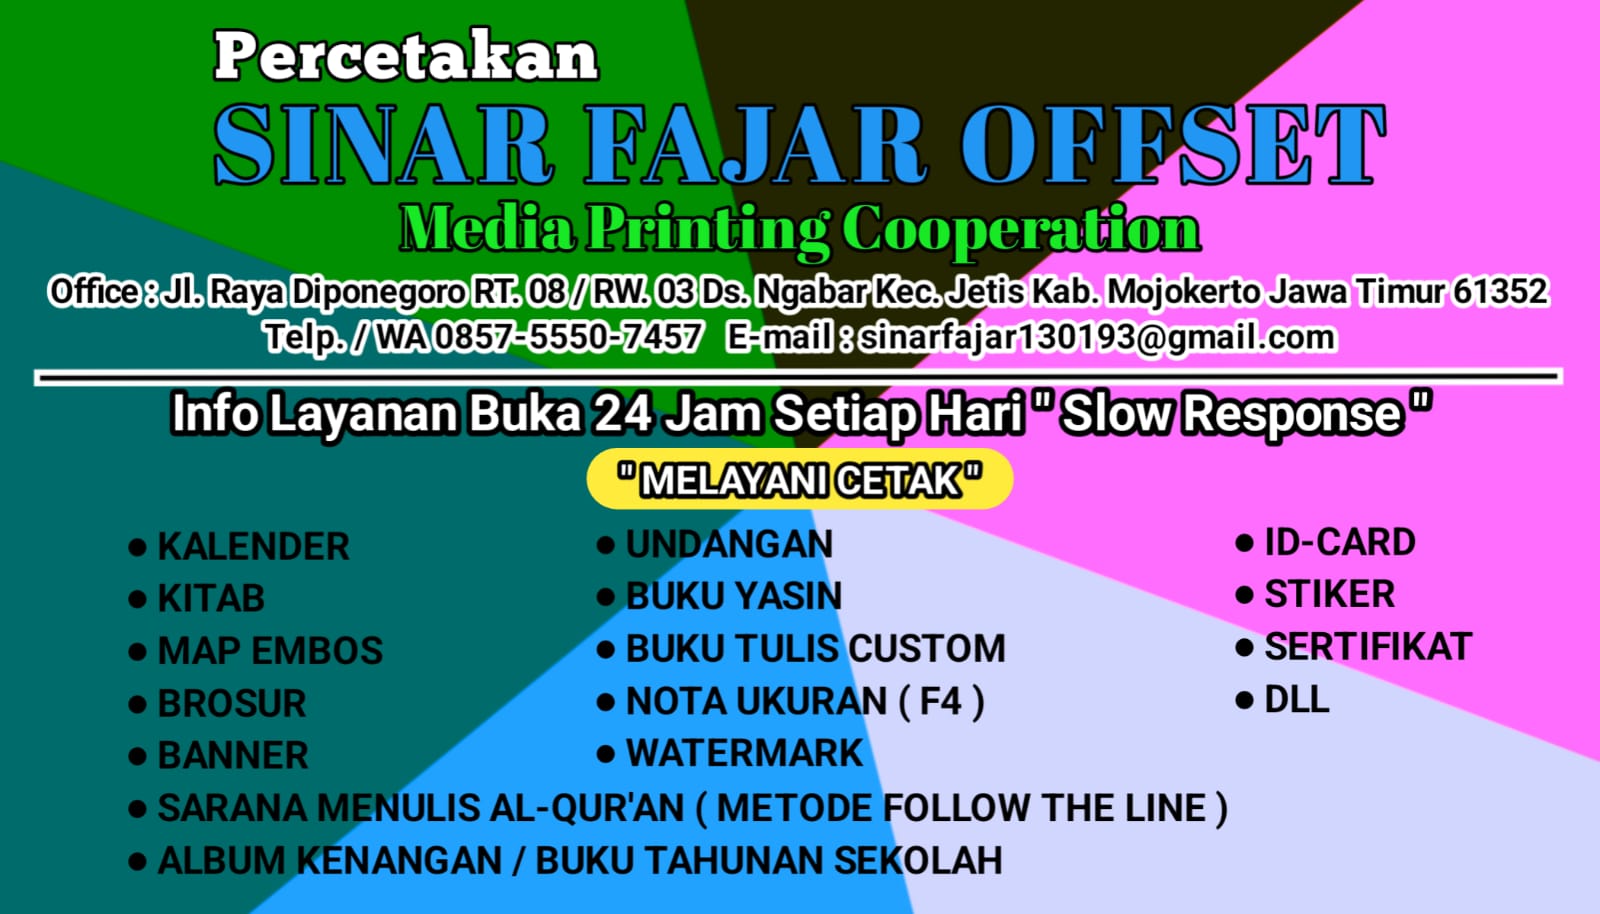 Percetakan
SINAR FAJAR OFFSET
Media Printing Cooperation
Office : Jl. Raya Diponegoro RT. 08 / RW. 03 Ds. Ngabar Kec. Jetis Kab. Mojokerto Jawa Timur 61352
Telp. / WA 0857-5550-7457 E-mail : sinarfajar130193@gmail.com
Info Layanan Buka 24 Jam Setiap Hari " Slow Response "
" MELAYANI CETAK "
● KALENDER
● KITAB
● MAP EMBOS
● BROSUR
● BANNER
● SARANA MENULIS AL-QUR'AN ( METODE FOLLOW THE LINE )
● ALBUM KENANGAN / BUKU TAHUNAN SEKOLAH
● UNDANGAN
● BUKU YASIN
● BUKU TULIS CUSTOM
● NOTA UKURAN ( F4 )
● WATERMARK
● ID-CARD
● STIKER
● SERTIFIKAT
● DLL